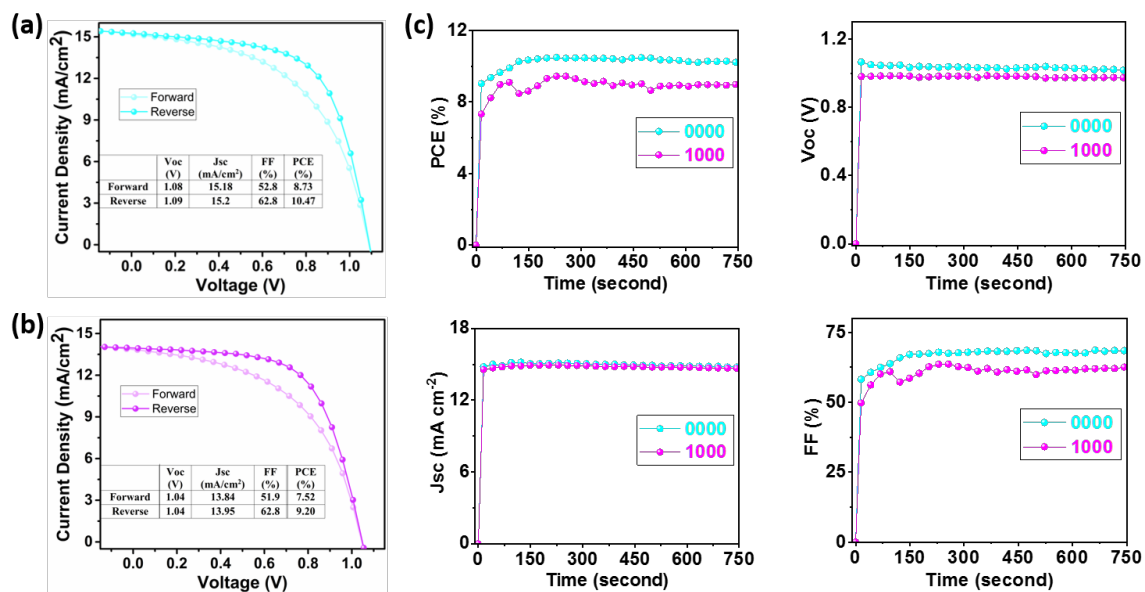 (a)
Current Density (mA/cm²)
15
12
9
6
3
0
Forward
Reverse
Voc (V) Jsc (mA/cm²) FF (%) PCE (%)
Forward 1.08 15.18 52.8 8.73
Reverse 1.09 15.2 62.8 10.47
0.0 0.2 0.4 0.6 0.8 1.0
Voltage (V)
(b)
Current Density (mA/cm²)
15
12
9
6
3
0
Forward
Reverse
Voc (V) Jsc (mA/cm²) FF (%) PCE (%)
Forward 1.04 13.84 51.9 7.52
Reverse 1.04 13.95 62.8 9.20
0.0 0.2 0.4 0.6 0.8 1.0
Voltage (V)
(c)
PCE (%)
12
8
4
0
0000
1000
0 150 300 450 600 750
Time (second)
Voc (V)
1.2
0.8
0.4
0.0
0000
1000
0 150 300 450 600 750
Time (second)
Jsc (mA cm⁻²)
18
12
6
0
0000
1000
0 150 300 450 600 750
Time (second)
FF (%)
75
50
25
0
0000
1000
0 150 300 450 600 750
Time (second)